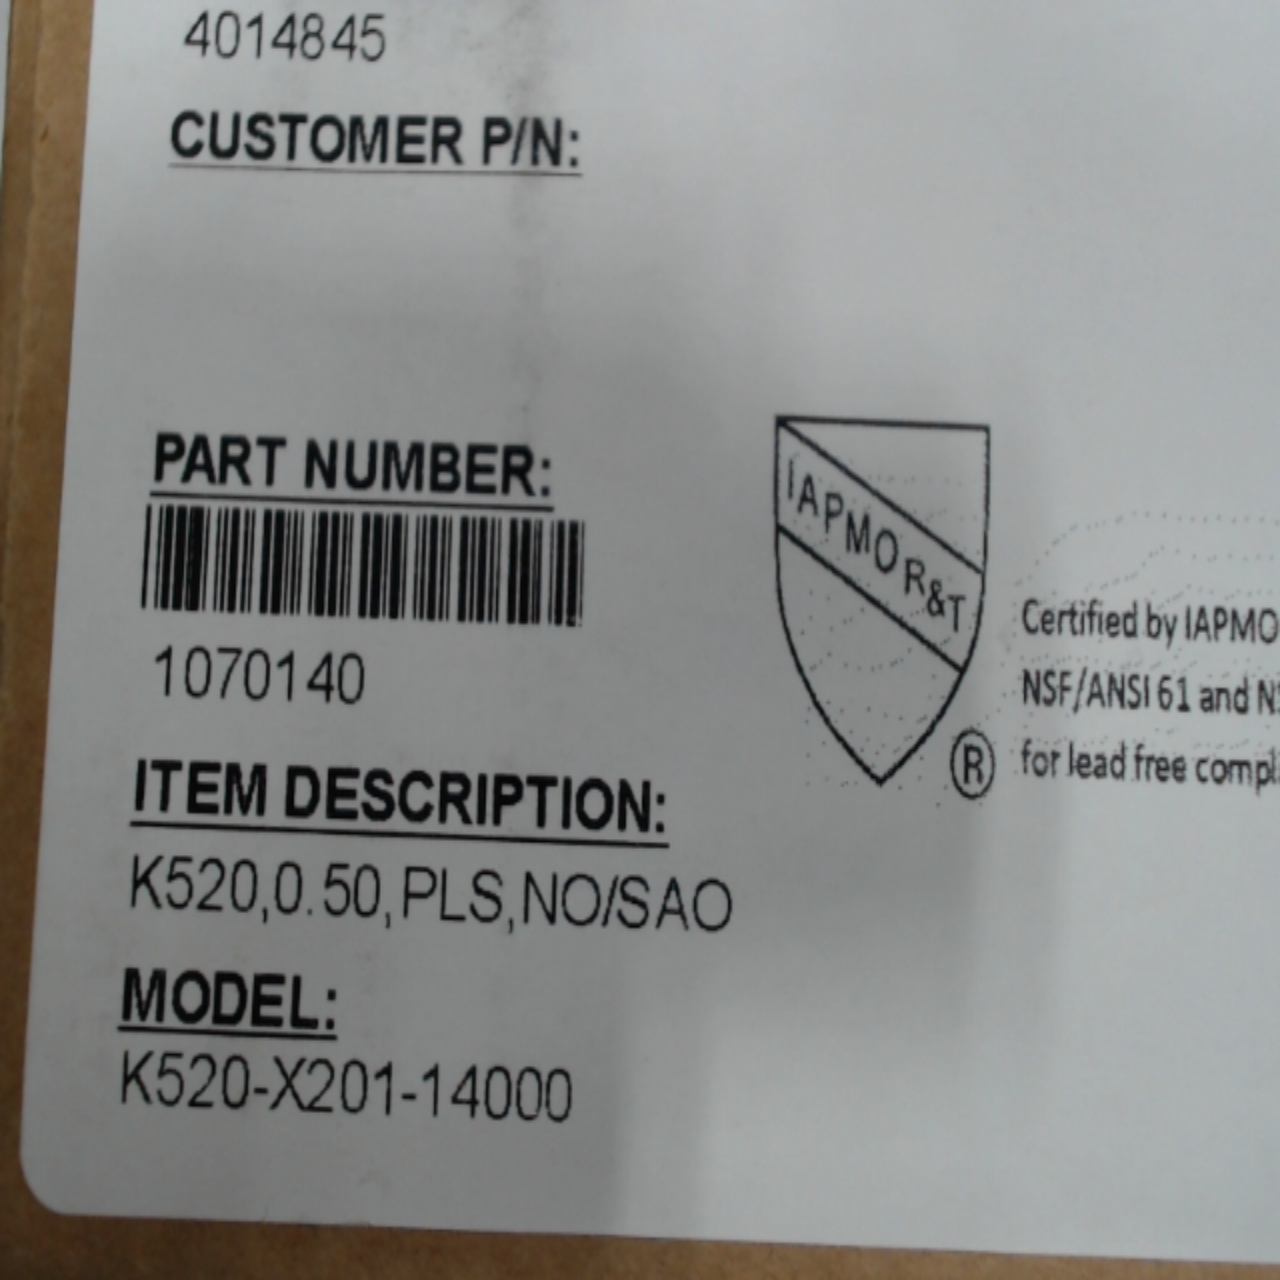 4014845
CUSTOMER P/N:
PART NUMBER:
1070140
ITEM DESCRIPTION:
K520,0.50,PLS,NO/SAO
MODEL:
K520-X201-14000
IAPMO R&T
®
Certified by IAPMO
NSF/ANSI 61 and
for lead free